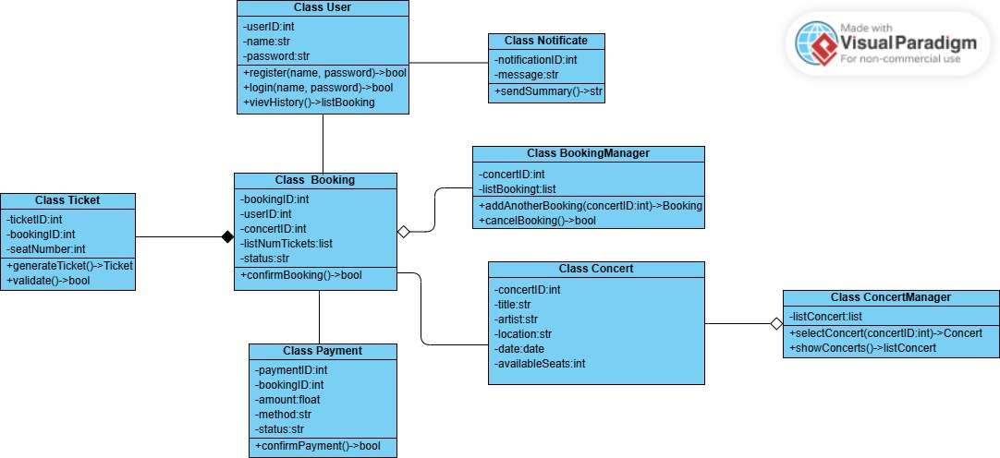 Class User
-userID:int
-name:str
-password:str
+register(name, password)->bool
+login(name, password)->bool
+vievHistory()->listBooking
Class Notificate
-notificationID:int
-message:str
+sendSummary()->str
Made with
VisualParadigm
For non-commercial use
Class BookingManager
-concertID:int
-listBookingt:list
+addAnotherBooking(concertID:int)->Booking
+cancelBooking()->bool
Class Booking
-bookingID:int
-userID:int
-concertID:int
-listNumTickets:list
-status:str
+confirmBooking()->bool
Class Ticket
-ticketID:int
-bookingID:int
-seatNumber:int
+generateTicket()->Ticket
+validate()->bool
Class Concert
-concertID:int
-title:str
-artist:str
-location:str
-date:date
-availableSeats:int
Class ConcertManager
-listConcert:list
+selectConcert(concertID:int)->Concert
+showConcerts()->listConcert
Class Payment
-paymentID:int
-bookingID:int
-amount:float
-method:str
-status:str
+confirmPayment()->bool